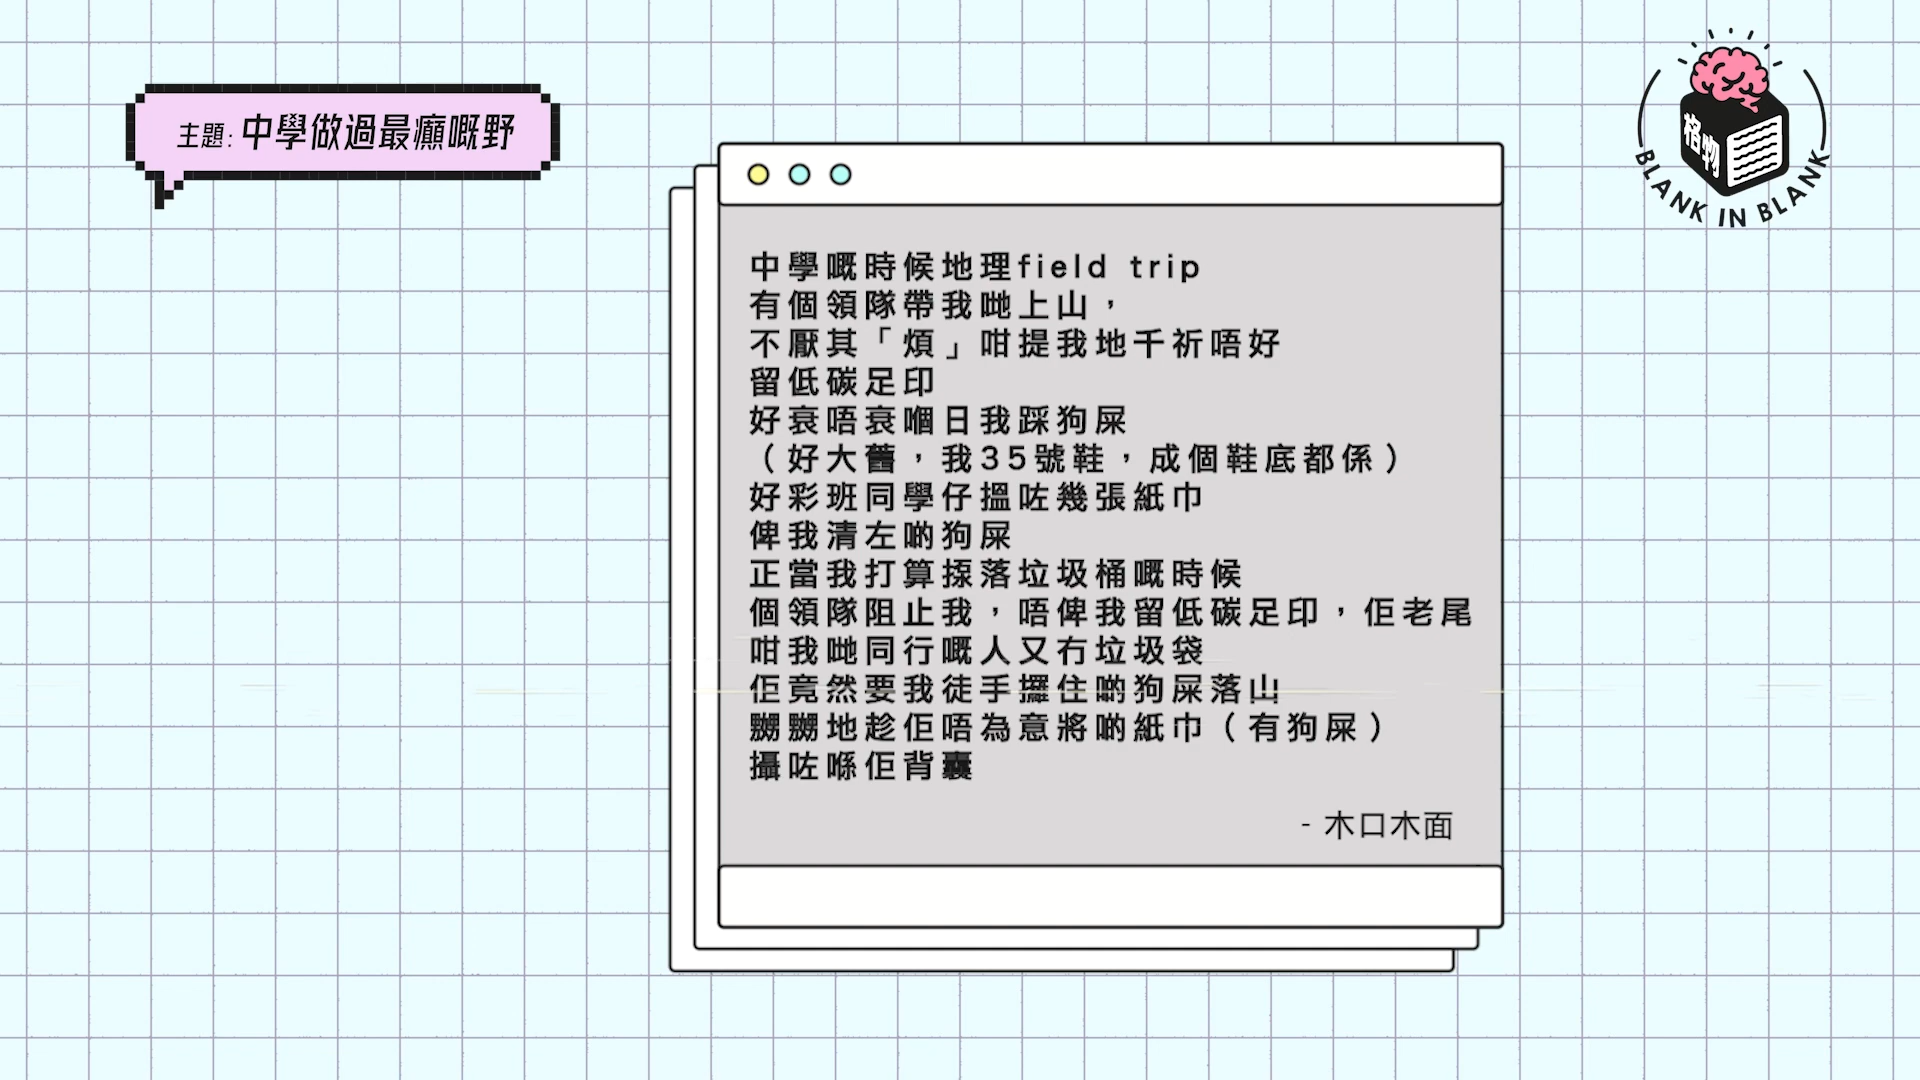 主題:中學做過最癲嘅野
格物
BLANK IN BLANK
中學嘅時候地理field trip
有個領隊帶我哋上山，
不厭其「煩」咁提我地千祈唔好
留低碳足印
好衰唔衰嗰日我踩狗屎
（好大舊，我35號鞋，成個鞋底都係）
好彩班同學仔搵咗幾張紙巾
俾我清左啲狗屎
正當我打算掟落垃圾桶嘅時候
個領隊阻止我，唔俾我留低碳足印，佢老尾
咁我哋同行嘅人又冇垃圾袋
佢竟然要我徒手攞住啲狗屎落山
嬲嬲地趁佢唔為意將啲紙巾（有狗屎）
攝咗喺佢背囊
- 木口木面